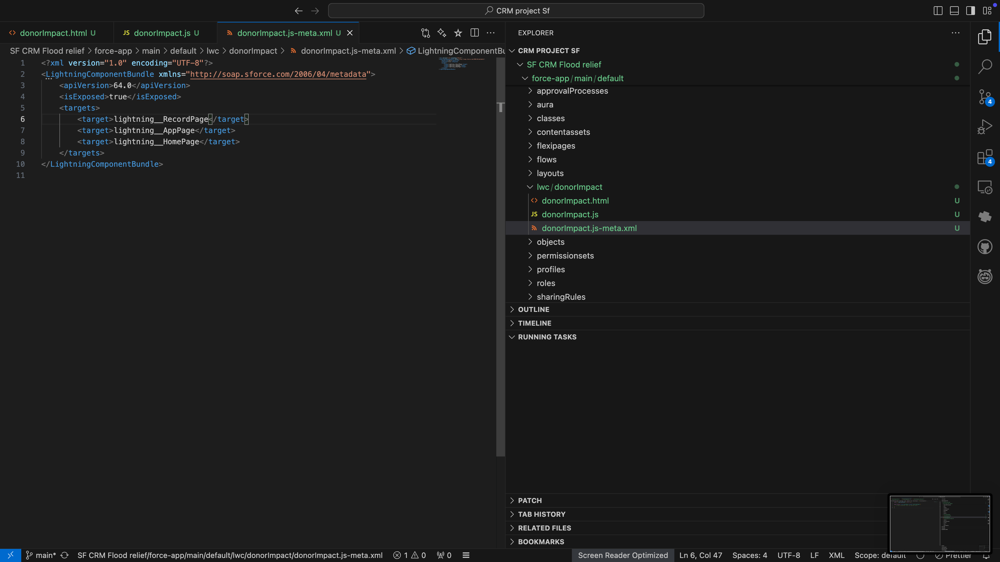 CRM project Sf
donorImpact.html U
JS donorImpact.js U
donorImpact.js-meta.xml U
SF CRM Flood relief > force-app > main > default > lwc > donorImpact > donorImpact.js-meta.xml > LightningComponentBu
1 <?xml version="1.0" encoding="UTF-8"?>
2 <LightningComponentBundle xmlns="http://soap.sforce.com/2006/04/metadata">
3 <apiVersion>64.0</apiVersion>
4 <isExposed>true</isExposed>
5 <targets>
6 <target>lightning__RecordPage</target>
7 <target>lightning__AppPage</target>
8 <target>lightning__HomePage</target>
9 </targets>
10 </LightningComponentBundle>
11
EXPLORER
CRM PROJECT SF
SF CRM Flood relief
force-app/main/default
approvalProcesses
aura
classes
contentassets
flexipages
flows
layouts
lwc/donorImpact
donorImpact.html U
JS donorImpact.js U
donorImpact.js-meta.xml U
objects
permissionsets
profiles
roles
sharingRules
OUTLINE
TIMELINE
RUNNING TASKS
PATCH
TAB HISTORY
RELATED FILES
BOOKMARKS
4
4
main* SF CRM Flood relief/force-app/main/default/lwc/donorImpact/donorImpact.js-meta.xml 1 0 0
Screen Reader Optimized Ln 6, Col 47 Spaces: 4 UTF-8 LF XML Scope: default Prettier